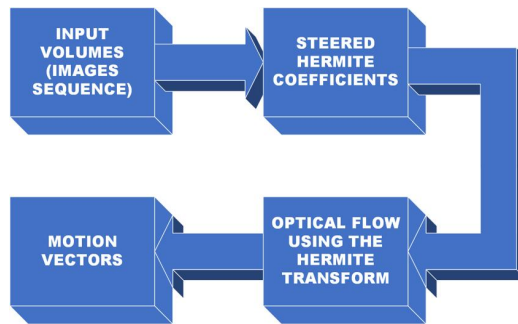 INPUT
VOLUMES
(IMAGES
SEQUENCE)
STEERED
HERMITE
COEFFICIENTS
OPTICAL FLOW
USING THE
HERMITE
TRANSFORM
MOTION
VECTORS